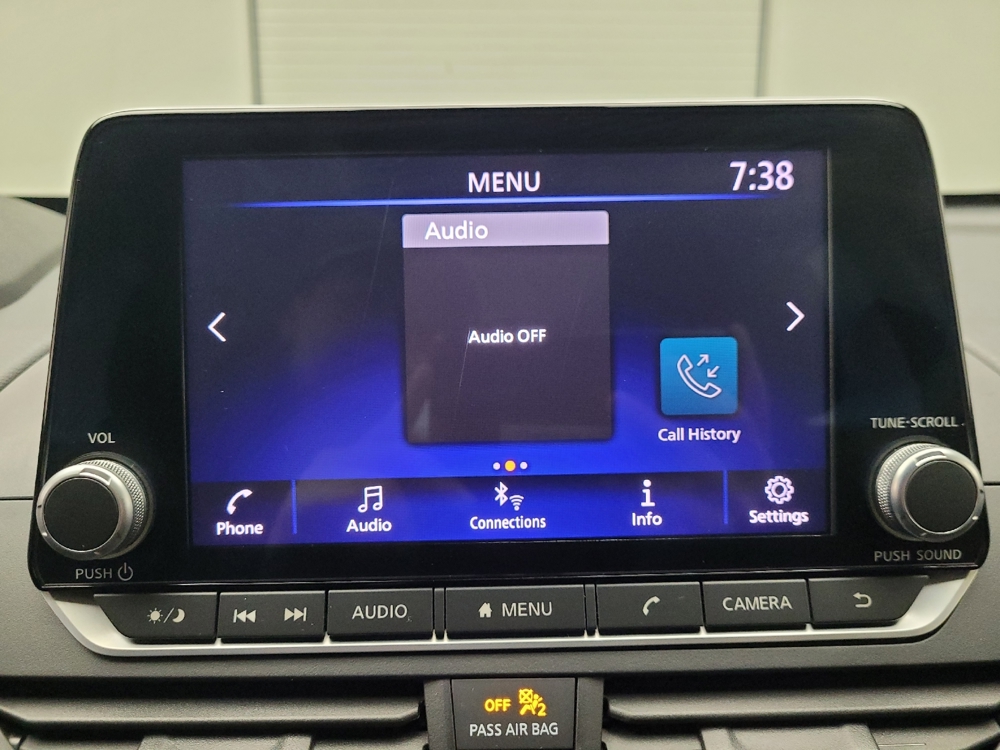 MENU
7:38
Audio
Audio OFF
Call History
Phone
Audio
Connections
Info
Settings
VOL
PUSH
TUNE·SCROLL
PUSH SOUND
AUDIO
MENU
CAMERA
OFF 2
PASS AIR BAG